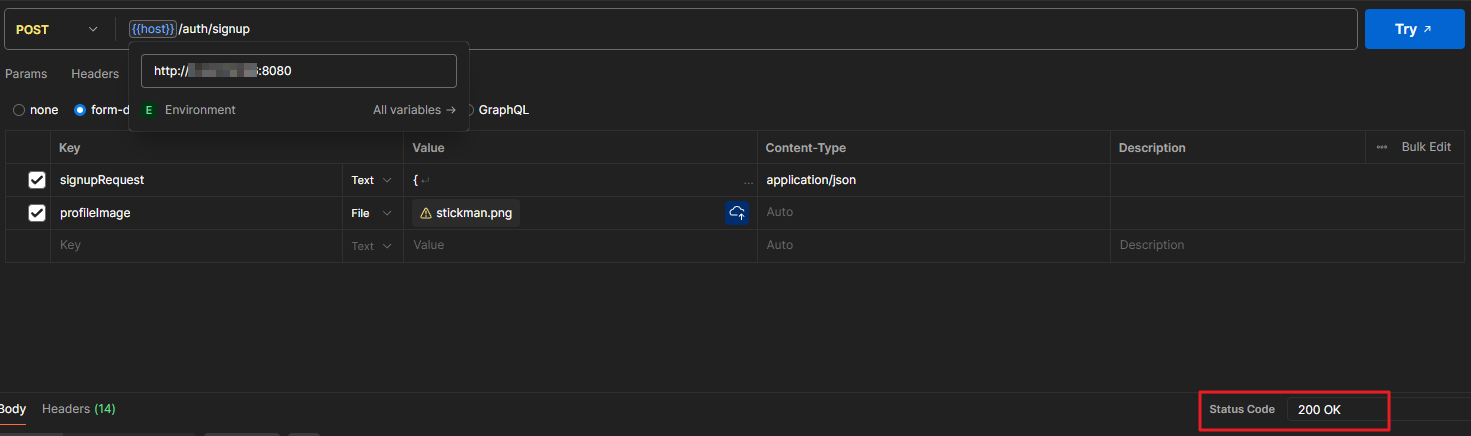 POST {{host}}/auth/signup Try
http:// :8080
Params Headers
E Environment All variables →
none form-d GraphQL
Key Value Content-Type Description ••• Bulk Edit
signupRequest Text { ↵ ... application/json
profileImage File stickman.png Auto
Key Text Value Auto Description
Body Headers (14) Status Code 200 OK